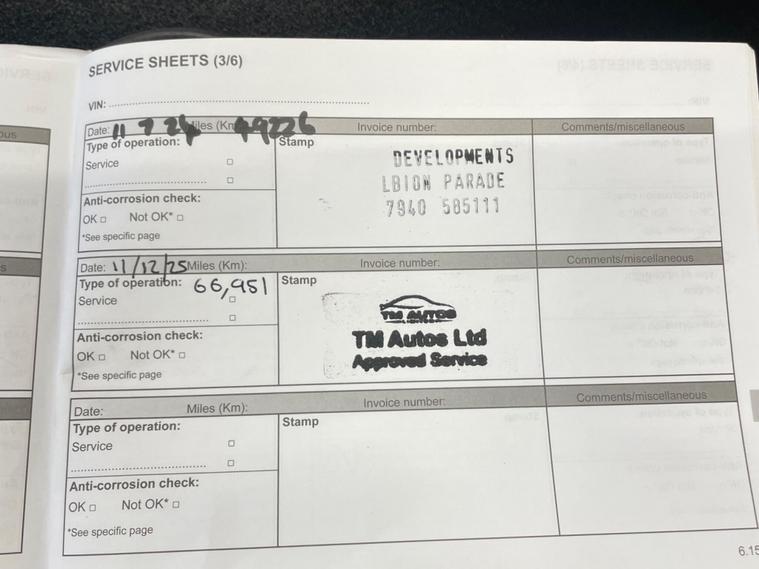 SERVICE SHEETS (3/6)
VIN:
Date: 11 7 24 Miles (Km 49226 Invoice number: Comments/miscellaneous
Type of operation: Stamp
Service
DEVELOPMENTS
LBION PARADE
7940 585111
Anti-corrosion check:
OK □ Not OK* □
*See specific page
Date: 11/12/25 Miles (Km): Invoice number: Comments/miscellaneous
Type of operation: 66,951 Stamp
Service
TM AUTOS
TM Autos Ltd
Approved Service
Anti-corrosion check:
OK □ Not OK* □
*See specific page
Date: Miles (Km): Invoice number: Comments/miscellaneous
Type of operation: Stamp
Service
Anti-corrosion check:
OK □ Not OK* □
*See specific page
6.15